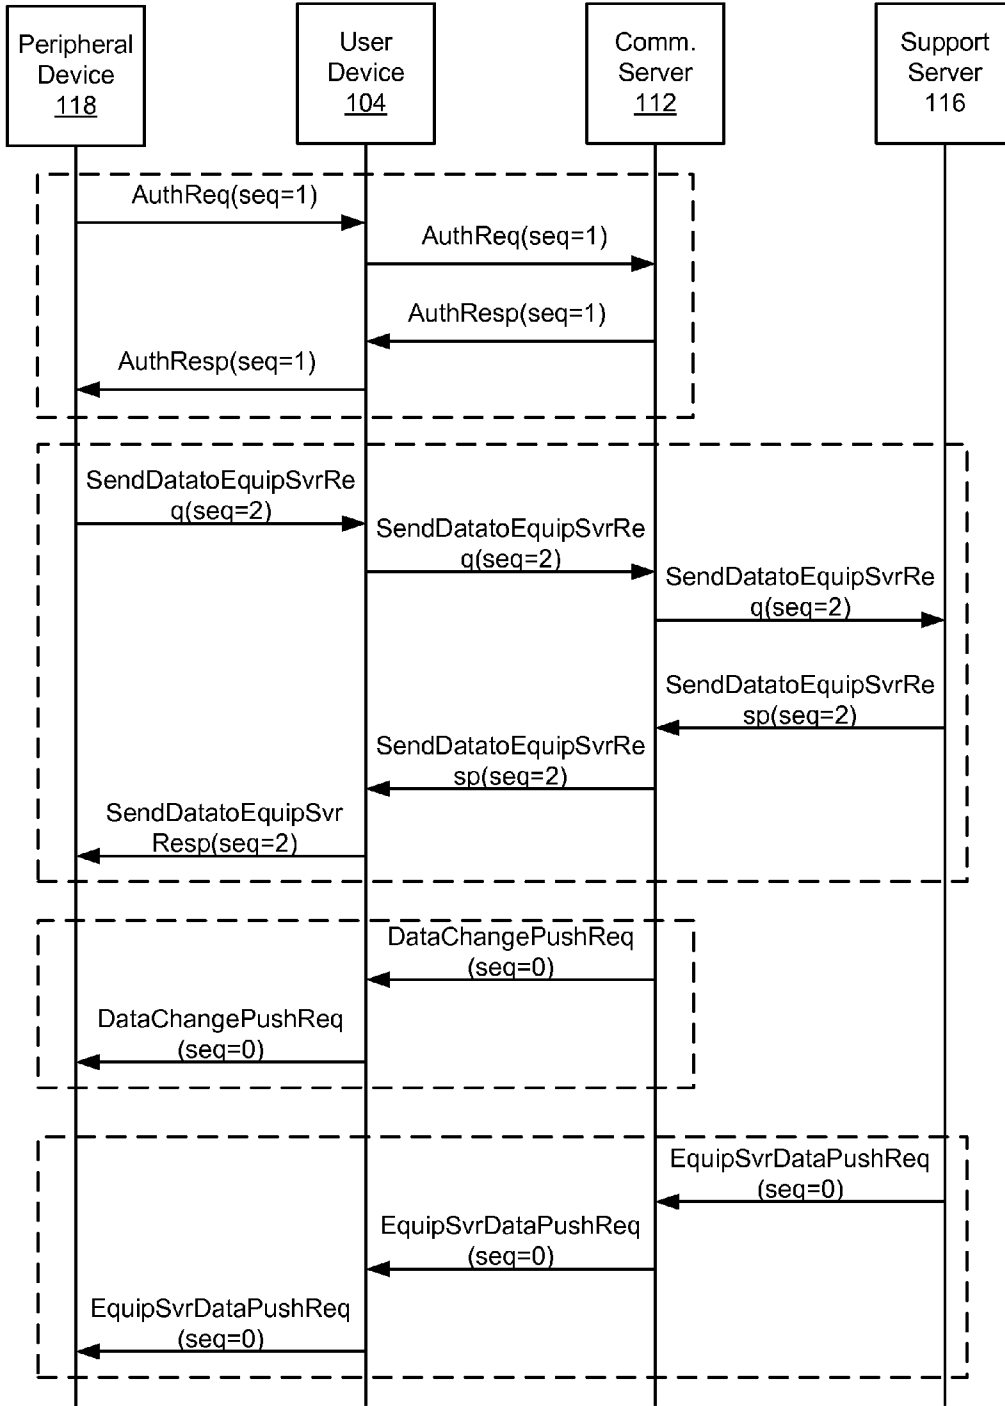 Peripheral
Device
118
User
Device
104
Comm.
Server
112
Support
Server
116
AuthReq(seq=1)
AuthReq(seq=1)
AuthResp(seq=1)
AuthResp(seq=1)
SendDatatoEquipSvrRe
q(seq=2)
SendDatatoEquipSvrRe
q(seq=2)
SendDatatoEquipSvrRe
q(seq=2)
SendDatatoEquipSvrRe
sp(seq=2)
SendDatatoEquipSvrRe
sp(seq=2)
SendDatatoEquipSvr
Resp(seq=2)
DataChangePushReq
(seq=0)
DataChangePushReq
(seq=0)
EquipSvrDataPushReq
(seq=0)
EquipSvrDataPushReq
(seq=0)
EquipSvrDataPushReq
(seq=0)